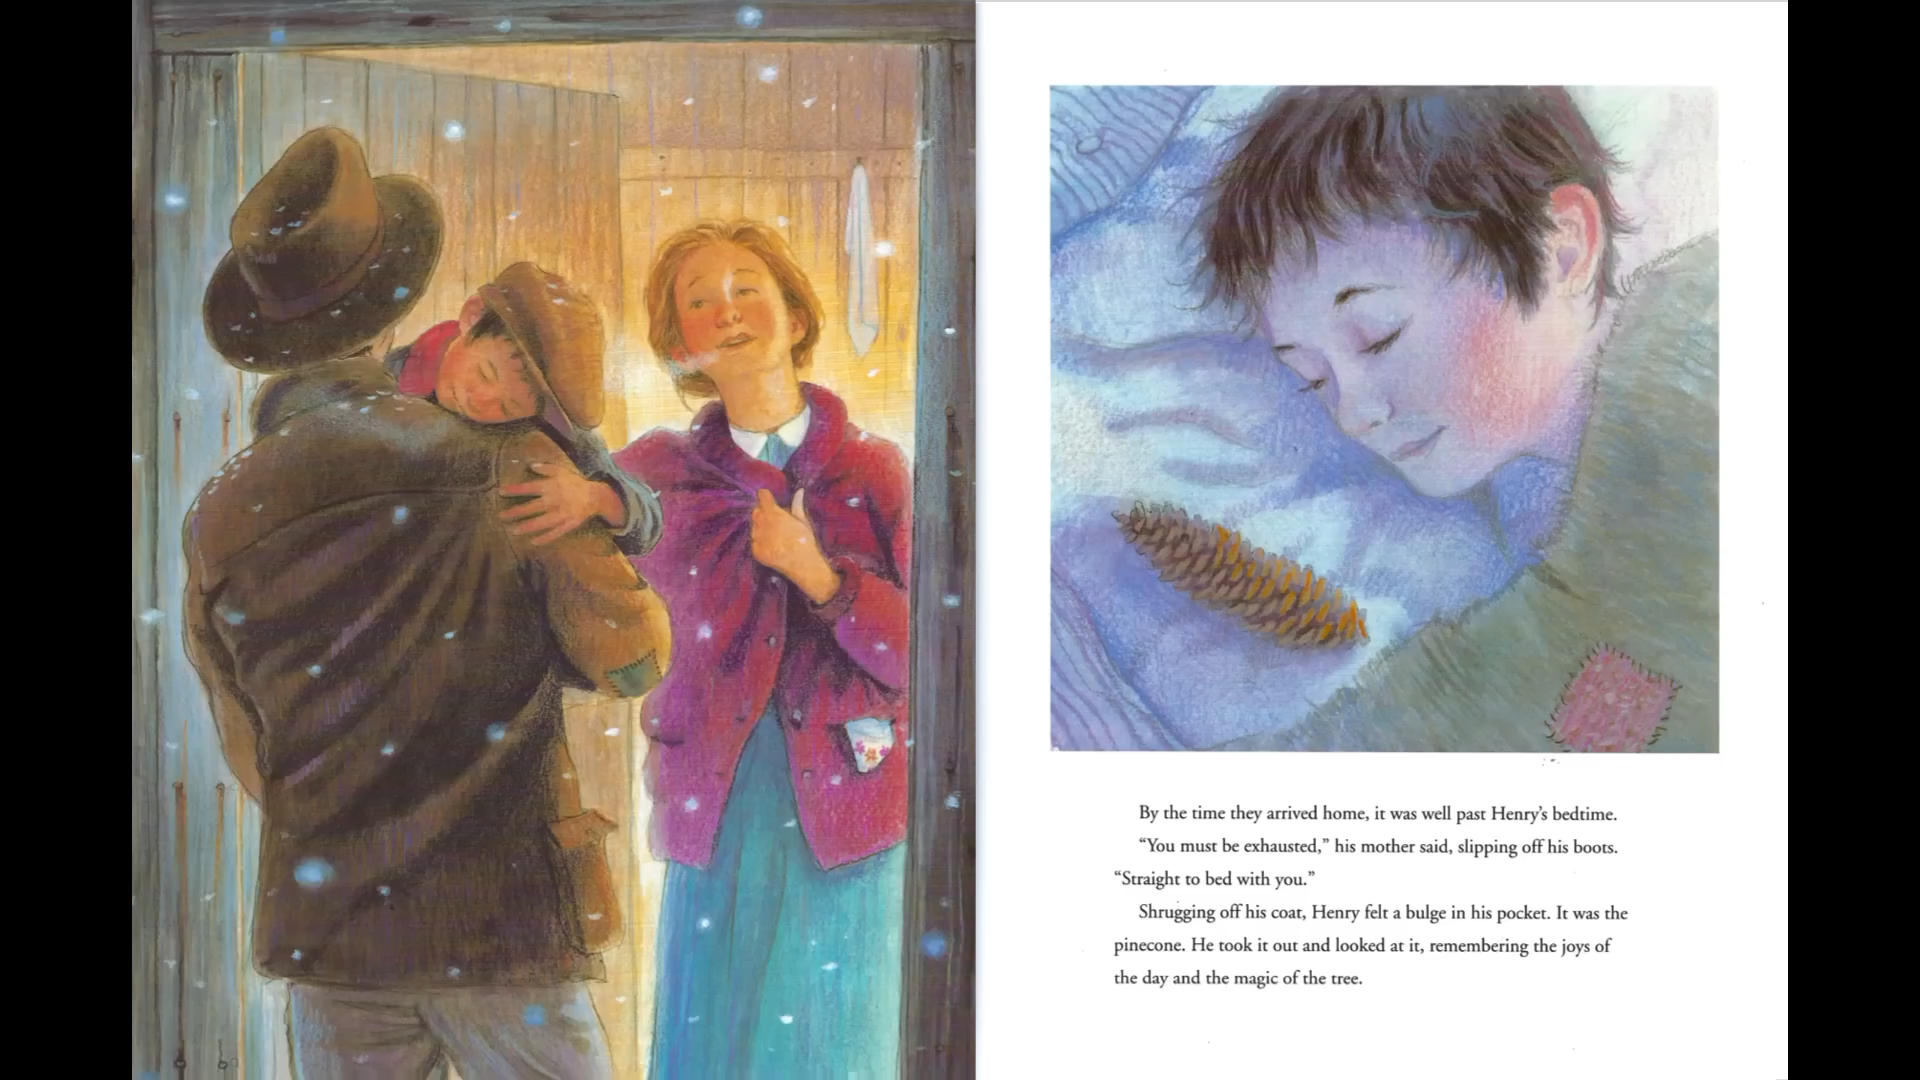 By the time they arrived home, it was well past Henry’s bedtime.
“You must be exhausted,” his mother said, slipping off his boots.
“Straight to bed with you.”
Shrugging off his coat, Henry felt a bulge in his pocket. It was the
pinecone. He took it out and looked at it, remembering the joys of
the day and the magic of the tree.